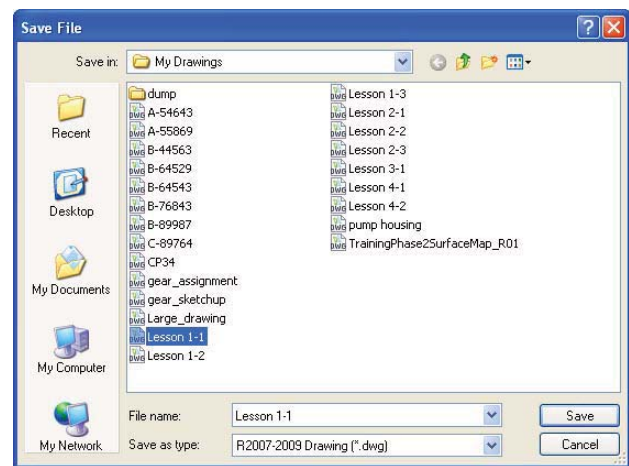 Save File
Save in: My Drawings
Recent
Desktop
My Documents
My Computer
My Network
dump
A-54643
A-55869
B-44563
B-64529
B-64543
B-76843
B-89987
C-89764
CP34
gear_assignment
gear_sketchup
Large_drawing
Lesson 1-1
Lesson 1-2
Lesson 1-3
Lesson 2-1
Lesson 2-2
Lesson 2-3
Lesson 3-1
Lesson 4-1
Lesson 4-2
pump housing
TrainingPhase2SurfaceMap_R01
File name: Lesson 1-1 Save
Save as type: R2007-2009 Drawing (*.dwg) Cancel